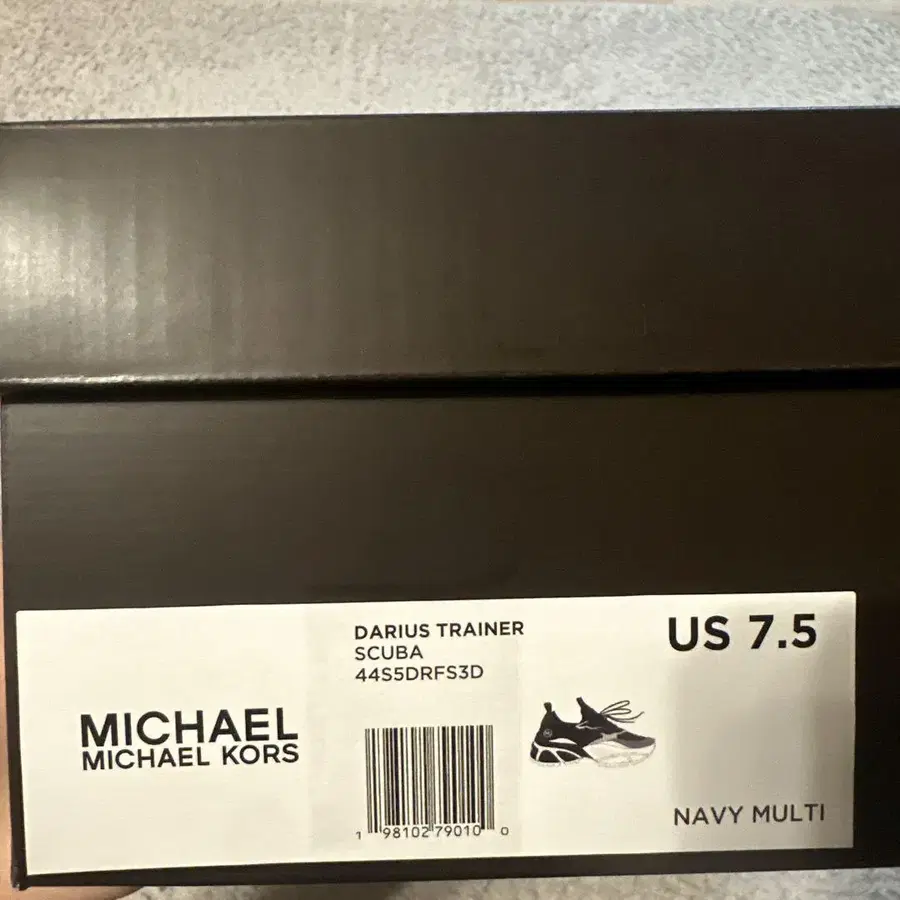 MICHAEL
MICHAEL KORS
DARIUS TRAINER
SCUBA
44S5DRFS3D
1 98102 79010 0
US 7.5
NAVY MULTI